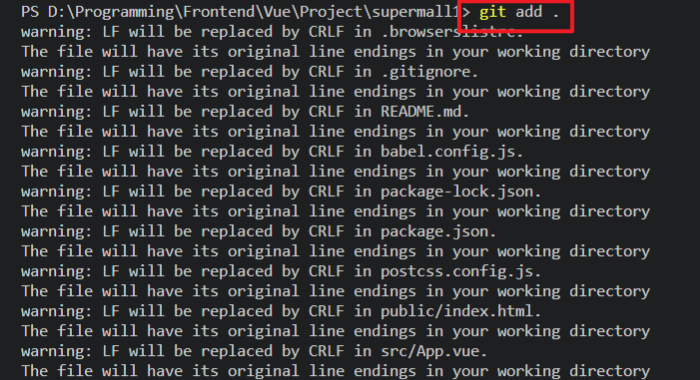 PS D:\Programming\Frontend\Vue\Project\supermall1> git add .
warning: LF will be replaced by CRLF in .browserslistrc.
The file will have its original line endings in your working directory
warning: LF will be replaced by CRLF in .gitignore.
The file will have its original line endings in your working directory
warning: LF will be replaced by CRLF in README.md.
The file will have its original line endings in your working directory
warning: LF will be replaced by CRLF in babel.config.js.
The file will have its original line endings in your working directory
warning: LF will be replaced by CRLF in package-lock.json.
The file will have its original line endings in your working directory
warning: LF will be replaced by CRLF in package.json.
The file will have its original line endings in your working directory
warning: LF will be replaced by CRLF in postcss.config.js.
The file will have its original line endings in your working directory
warning: LF will be replaced by CRLF in public/index.html.
The file will have its original line endings in your working directory
warning: LF will be replaced by CRLF in src/App.vue.
The file will have its original line endings in your working directory